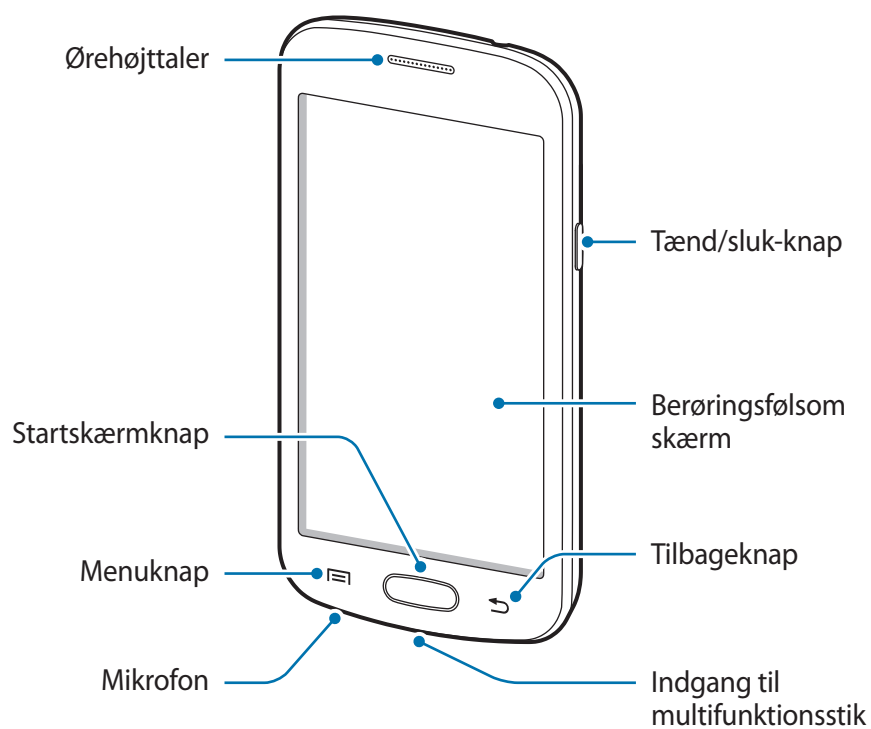 Ørehøjttaler
Tænd/sluk-knap
Berøringsfølsom
skærm
Startskærmknap
Tilbageknap
Menuknap
Mikrofon
Indgang til
multifunktionsstik